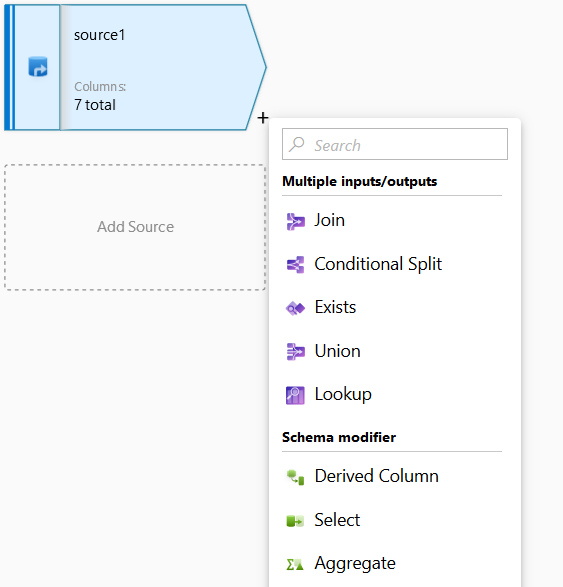 source1
Columns:
7 total
+
Add Source
Search
Multiple inputs/outputs
Join
Conditional Split
Exists
Union
Lookup
Schema modifier
Derived Column
Select
Aggregate